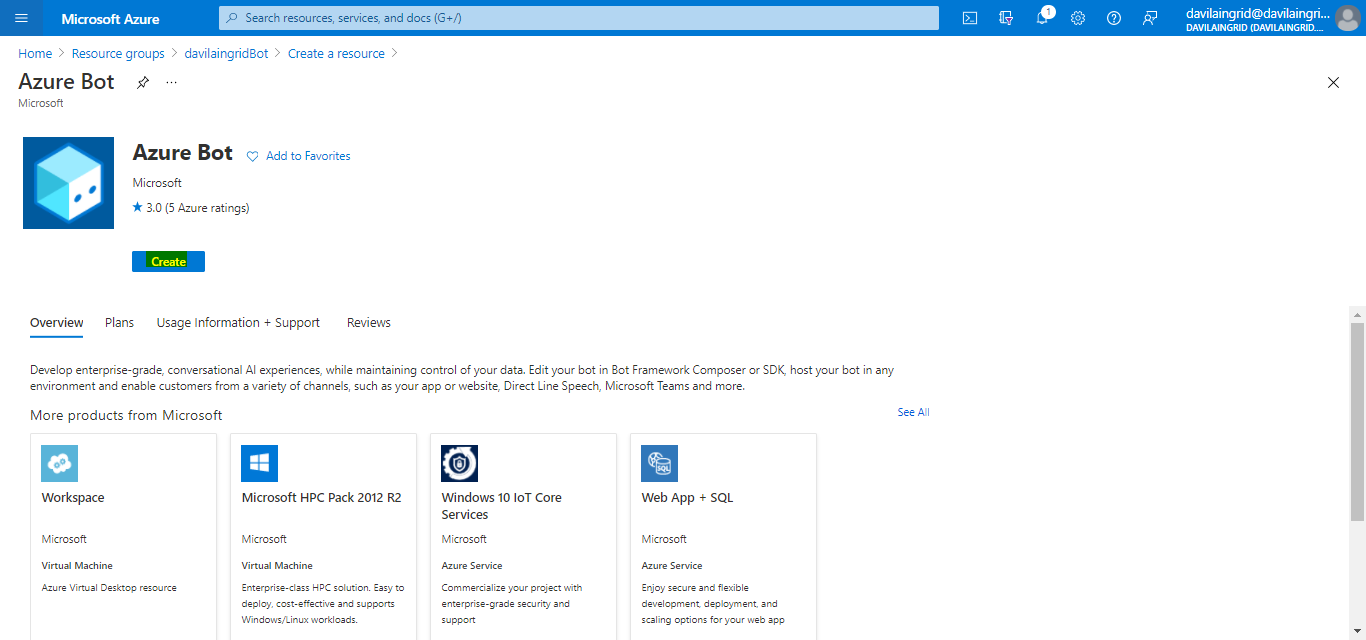 Microsoft Azure
Search resources, services, and docs (G+/)
1
davilaingrid@davilaingri...
DAVILAINGRID (DAVILAINGRID....
Home > Resource groups > davilaingridBot > Create a resource >
Azure Bot
...
Microsoft
Azure Bot
Add to Favorites
Microsoft
3.0 (5 Azure ratings)
Create
Overview
Plans
Usage Information + Support
Reviews
Develop enterprise-grade, conversational AI experiences, while maintaining control of your data. Edit your bot in Bot Framework Composer or SDK, host your bot in any
environment and enable customers from a variety of channels, such as your app or website, Direct Line Speech, Microsoft Teams and more.
More products from Microsoft
See All
Workspace
Microsoft
Virtual Machine
Azure Virtual Desktop resource
Microsoft HPC Pack 2012 R2
Microsoft
Virtual Machine
Enterprise-class HPC solution. Easy to
deploy, cost-effective and supports
Windows/Linux workloads.
Windows 10 IoT Core
Services
Microsoft
Azure Service
Commercialize your project with
enterprise-grade security and
support
SQL
Web App + SQL
Microsoft
Azure Service
Enjoy secure and flexible
development, deployment, and
scaling options for your web app